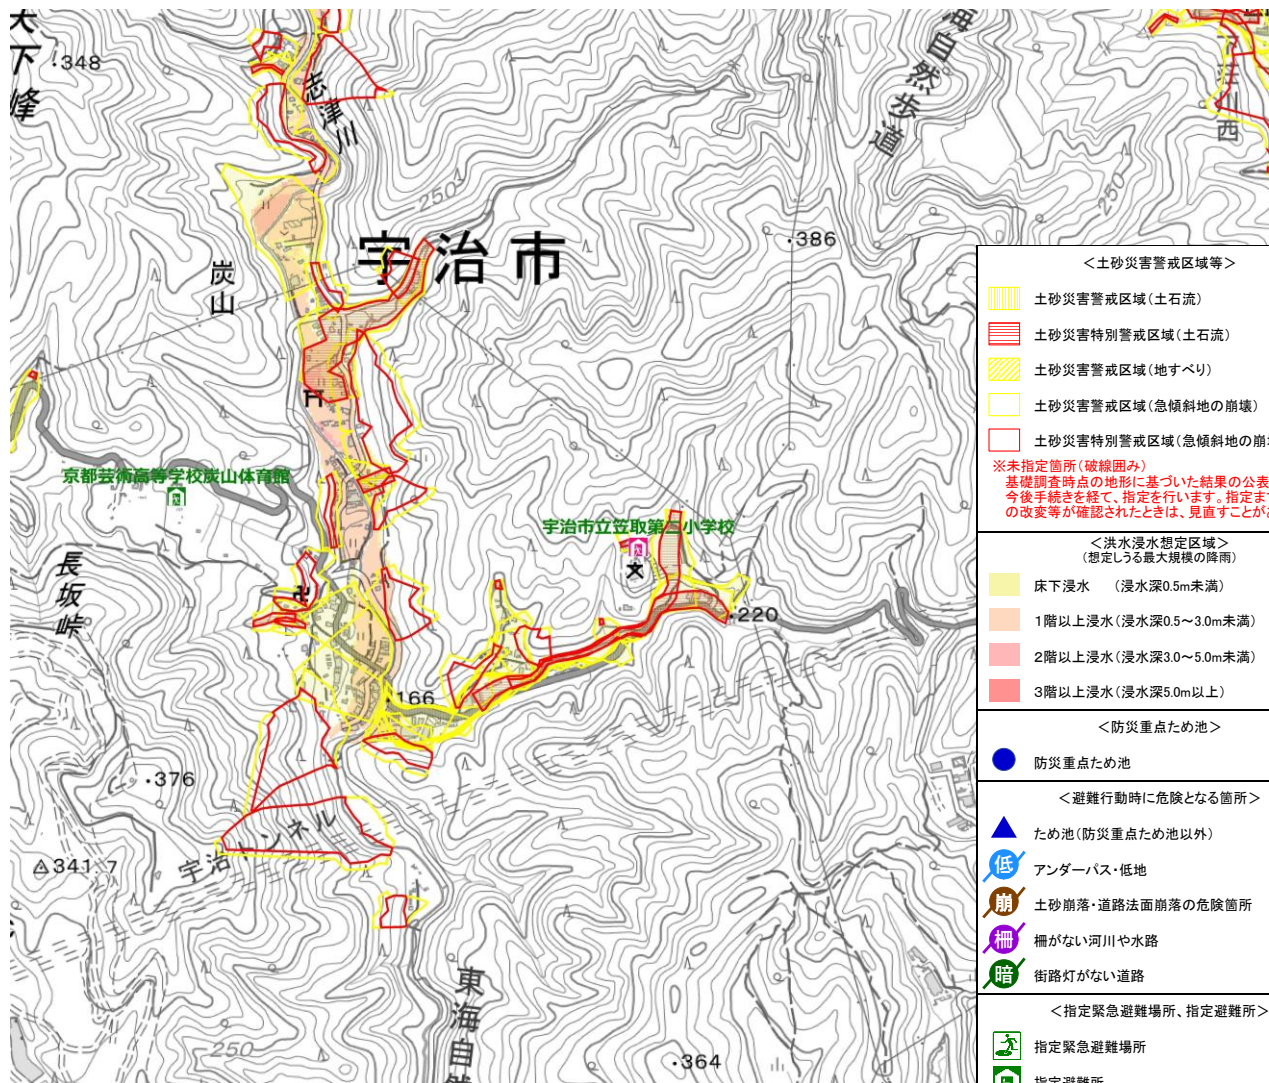 天下峰
348
志津川
海自然歩道
下荘川西
250
250
宇治市
386
炭山
京都芸術高等学校炭山体育館
宇治市立笠取第二小学校
文
長坂峠
220
166
376
宇治トンネル
341.7
東海自然
250
364
＜土砂災害警戒区域等＞
土砂災害警戒区域（土石流）
土砂災害特別警戒区域（土石流）
土砂災害警戒区域（地すべり）
土砂災害警戒区域（急傾斜地の崩壊）
土砂災害特別警戒区域（急傾斜地の崩
※未指定箇所（破線囲み）
基礎調査時点の地形に基づいた結果の公表
今後手続きを経て、指定を行います。指定ま
の改変等が確認されたときは、見直すことが
＜洪水浸水想定区域＞
（想定しうる最大規模の降雨）
床下浸水　（浸水深0.5m未満）
1階以上浸水（浸水深0.5～3.0m未満）
2階以上浸水（浸水深3.0～5.0m未満）
3階以上浸水（浸水深5.0m以上）
＜防災重点ため池＞
防災重点ため池
＜避難行動時に危険となる箇所＞
ため池（防災重点ため池以外）
低 アンダーパス・低地
崩 土砂崩落・道路法面崩落の危険箇所
柵 柵がない河川や水路
暗 街路灯がない道路
＜指定緊急避難場所、指定避難所＞
指定緊急避難場所
指定避難所